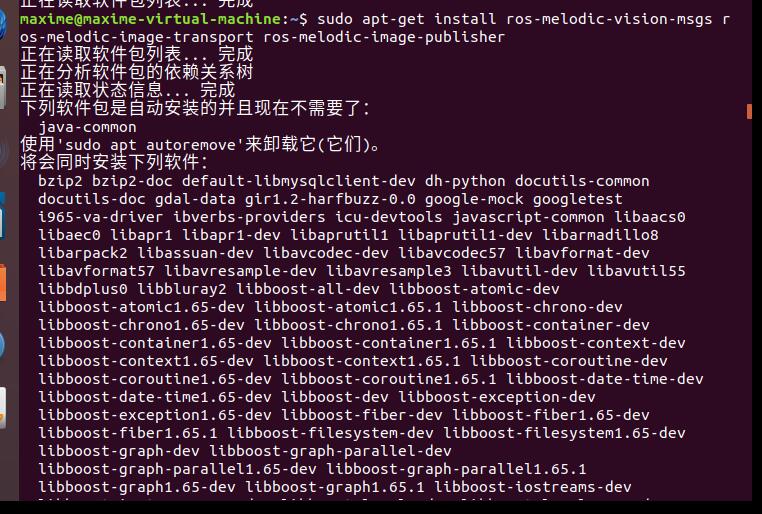 正在读取软件包列表... 完成
maxime@maxime-virtual-machine:~$ sudo apt-get install ros-melodic-vision-msgs r
os-melodic-image-transport ros-melodic-image-publisher
正在读取软件包列表... 完成
正在分析软件包的依赖关系树
正在读取状态信息... 完成
下列软件包是自动安装的并且现在不需要了：
java-common
使用'sudo apt autoremove'来卸载它(它们)。
将会同时安装下列软件：
bzip2 bzip2-doc default-libmysqlclient-dev dh-python docutils-common
docutils-doc gdal-data gir1.2-harfbuzz-0.0 google-mock googletest
i965-va-driver ibverbs-providers icu-devtools javascript-common libaacs0
libaec0 libapr1 libapr1-dev libaprutil1 libaprutil1-dev libarmadillo8
libarpack2 libassuan-dev libavcodec-dev libavcodec57 libavformat-dev
libavformat57 libavresample-dev libavresample3 libavutil-dev libavutil55
libbdplus0 libbluray2 libboost-all-dev libboost-atomic-dev
libboost-atomic1.65-dev libboost-atomic1.65.1 libboost-chrono-dev
libboost-chrono1.65-dev libboost-chrono1.65.1 libboost-container-dev
libboost-container1.65-dev libboost-container1.65.1 libboost-context-dev
libboost-context1.65-dev libboost-context1.65.1 libboost-coroutine-dev
libboost-coroutine1.65-dev libboost-coroutine1.65.1 libboost-date-time-dev
libboost-date-time1.65-dev libboost-dev libboost-exception-dev
libboost-exception1.65-dev libboost-fiber-dev libboost-fiber1.65-dev
libboost-fiber1.65.1 libboost-filesystem-dev libboost-filesystem1.65-dev
libboost-graph-dev libboost-graph-parallel-dev
libboost-graph-parallel1.65-dev libboost-graph-parallel1.65.1
libboost-graph1.65-dev libboost-graph1.65.1 libboost-iostreams-dev